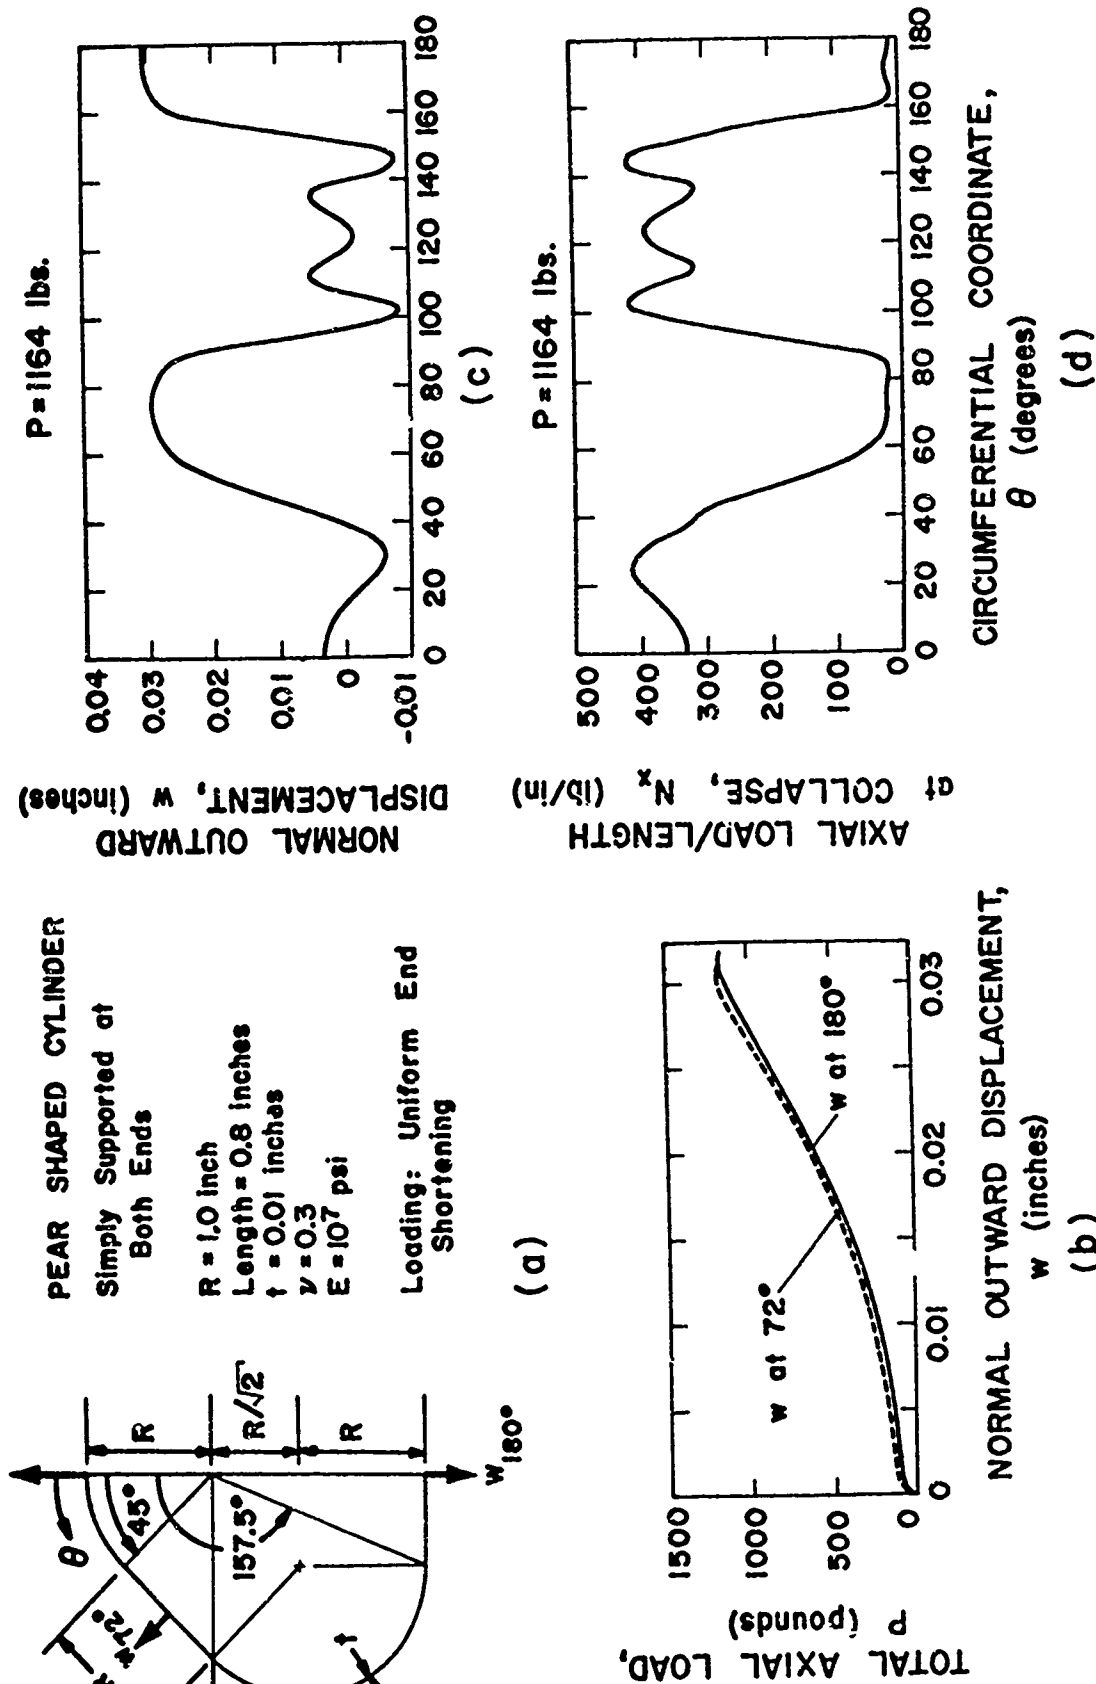 PEAR SHAPED CYLINDER
Simply Supported at
Both Ends
R = 1.0 inch
Length = 0.8 inches
t = 0.01 inches
ν = 0.3
E = 10⁷ psi
Loading: Uniform End
Shortening
θ
45°
157.5°
W72°
R
R/√2
R
W180°
t
(a)
TOTAL AXIAL LOAD,
P (pounds)
1500
1000
500
0
w at 72°
w at 180°
0
0.01
0.02
0.03
NORMAL OUTWARD DISPLACEMENT,
w (inches)
(b)
P = 1164 lbs.
NORMAL OUTWARD
DISPLACEMENT, w (inches)
0.04
0.03
0.02
0.01
0
-0.01
0 20 40 60 80 100 120 140 160 180
(c)
P = 1164 lbs.
AXIAL LOAD/LENGTH
at COLLAPSE, Nx (lb/in)
500
400
300
200
100
0
0 20 40 60 80 100 120 140 160 180
CIRCUMFERENTIAL COORDINATE,
θ (degrees)
(d)